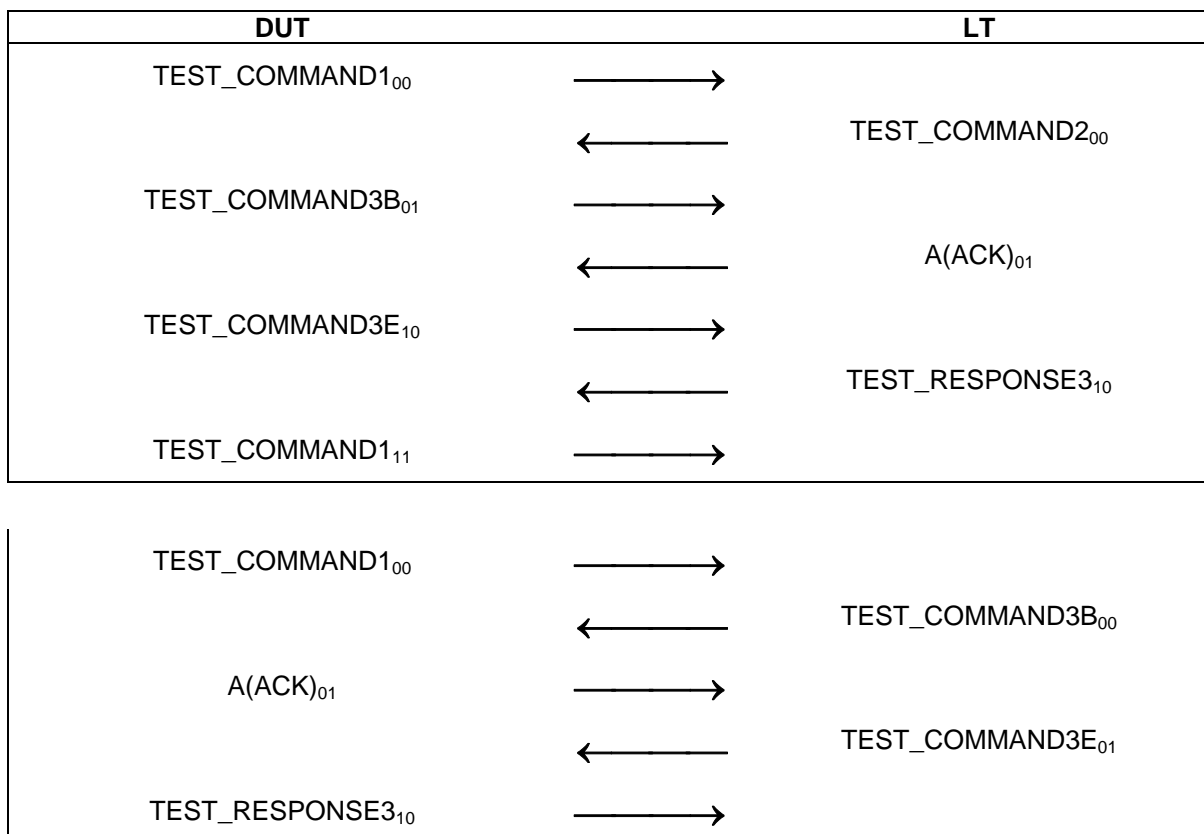 DUT LT
TEST_COMMAND1₀₀
TEST_COMMAND2₀₀
TEST_COMMAND3B₀₁
A(ACK)₀₁
TEST_COMMAND3E₁₀
TEST_RESPONSE3₁₀
TEST_COMMAND1₁₁
TEST_COMMAND1₀₀
TEST_COMMAND3B₀₀
A(ACK)₀₁
TEST_COMMAND3E₀₁
TEST_RESPONSE3₁₀